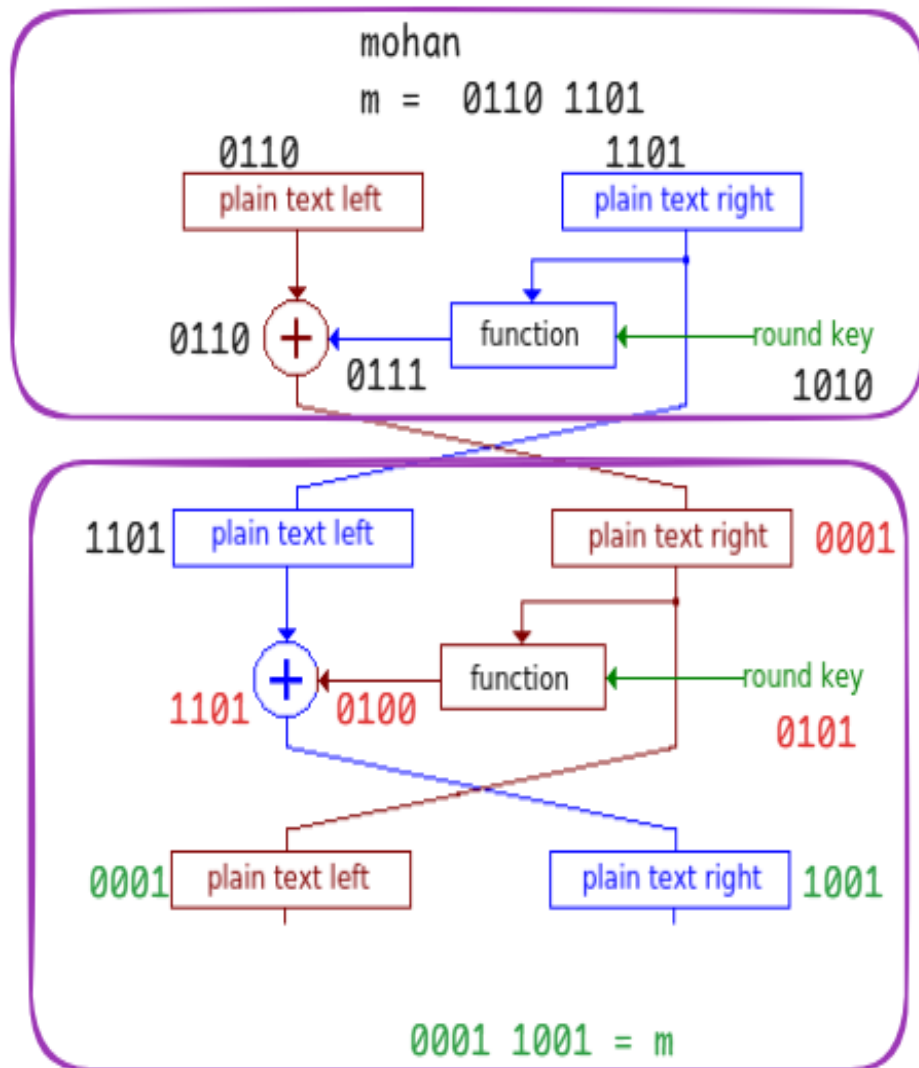 mohan
m = 0110 1101
0110 1101
plain text left plain text right
0110 + function round key
0111
1010
1101 plain text left plain text right 0001
+ function round key
1101 0100
0101
0001 plain text left plain text right 1001
0001 1001 = m